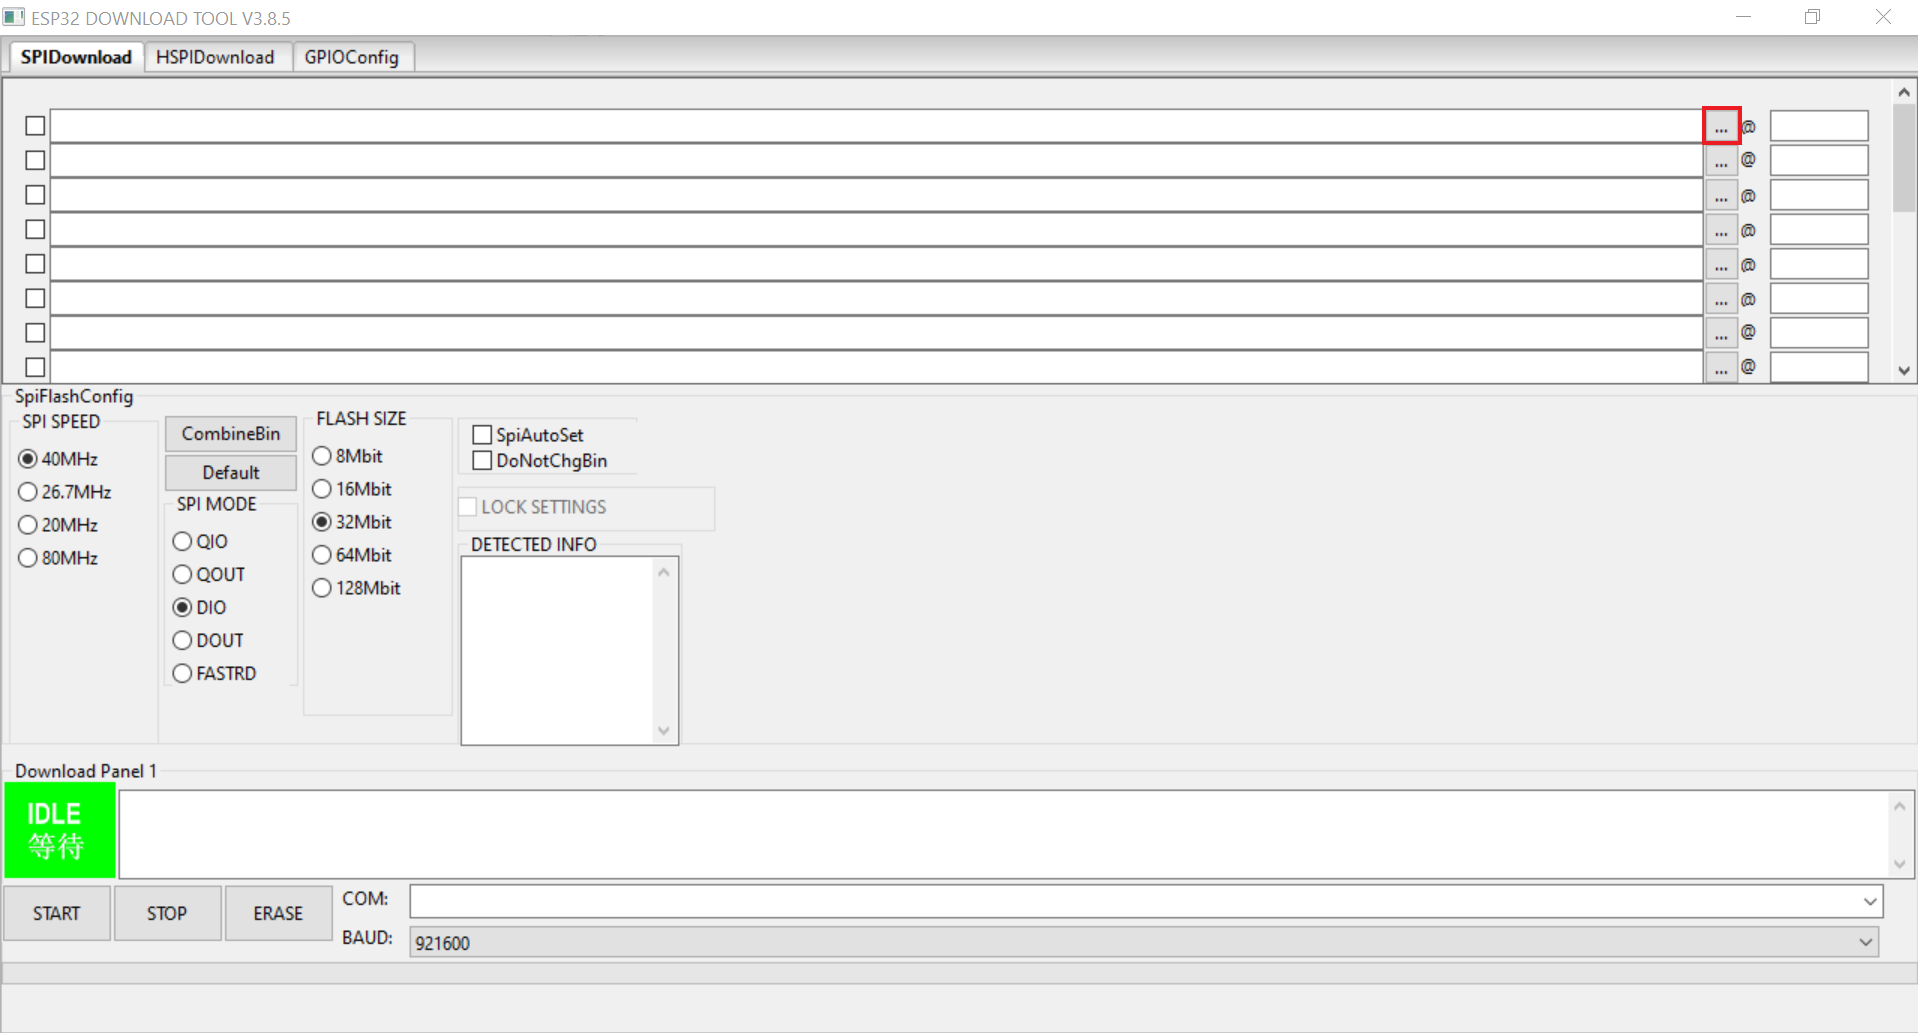 ESP32 DOWNLOAD TOOL V3.8.5
SPIDownload HSPIDownload GPIOConfig
... @
... @
... @
... @
... @
... @
... @
... @
SpiFlashConfig
SPI SPEED
40MHz
26.7MHz
20MHz
80MHz
CombineBin
Default
SPI MODE
QIO
QOUT
DIO
DOUT
FASTRD
FLASH SIZE
8Mbit
16Mbit
32Mbit
64Mbit
128Mbit
SpiAutoSet
DoNotChgBin
LOCK SETTINGS
DETECTED INFO
Download Panel 1
IDLE
等待
START STOP ERASE
COM:
BAUD: 921600